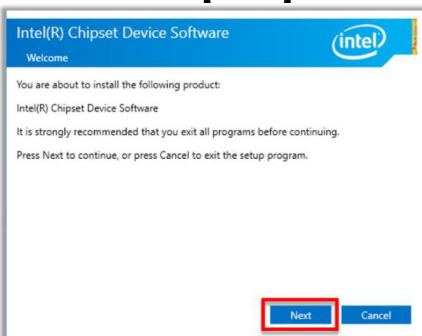 Intel(R) Chipset Device Software
intel
Welcome
You are about to install the following product:
Intel(R) Chipset Device Software
It is strongly recommended that you exit all programs before continuing.
Press Next to continue, or press Cancel to exit the setup program.
Next
Cancel